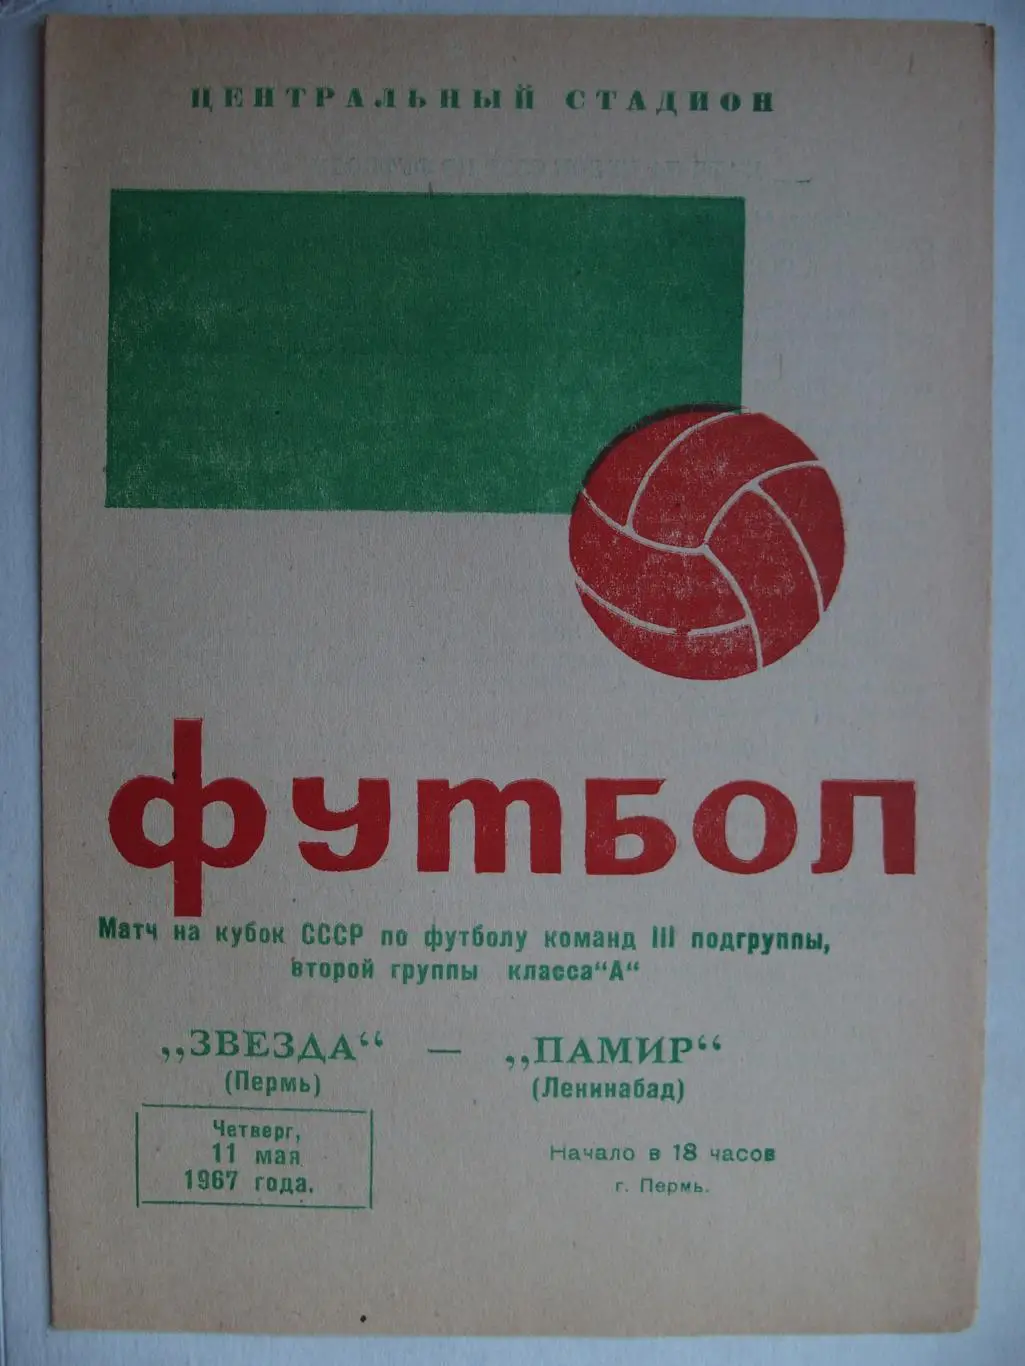 ЦЕНТРАЛЬНЫЙ СТАДИОН
ФУТБОЛ
Матч на кубок СССР по футболу команд III подгруппы,
второй группы класса"А"
„ЗВЕЗДА“ — „ПАМИР“
(Пермь) (Ленинабад)
Четверг,
11 мая
1967 года.
Начало в 18 часов
г. Пермь.